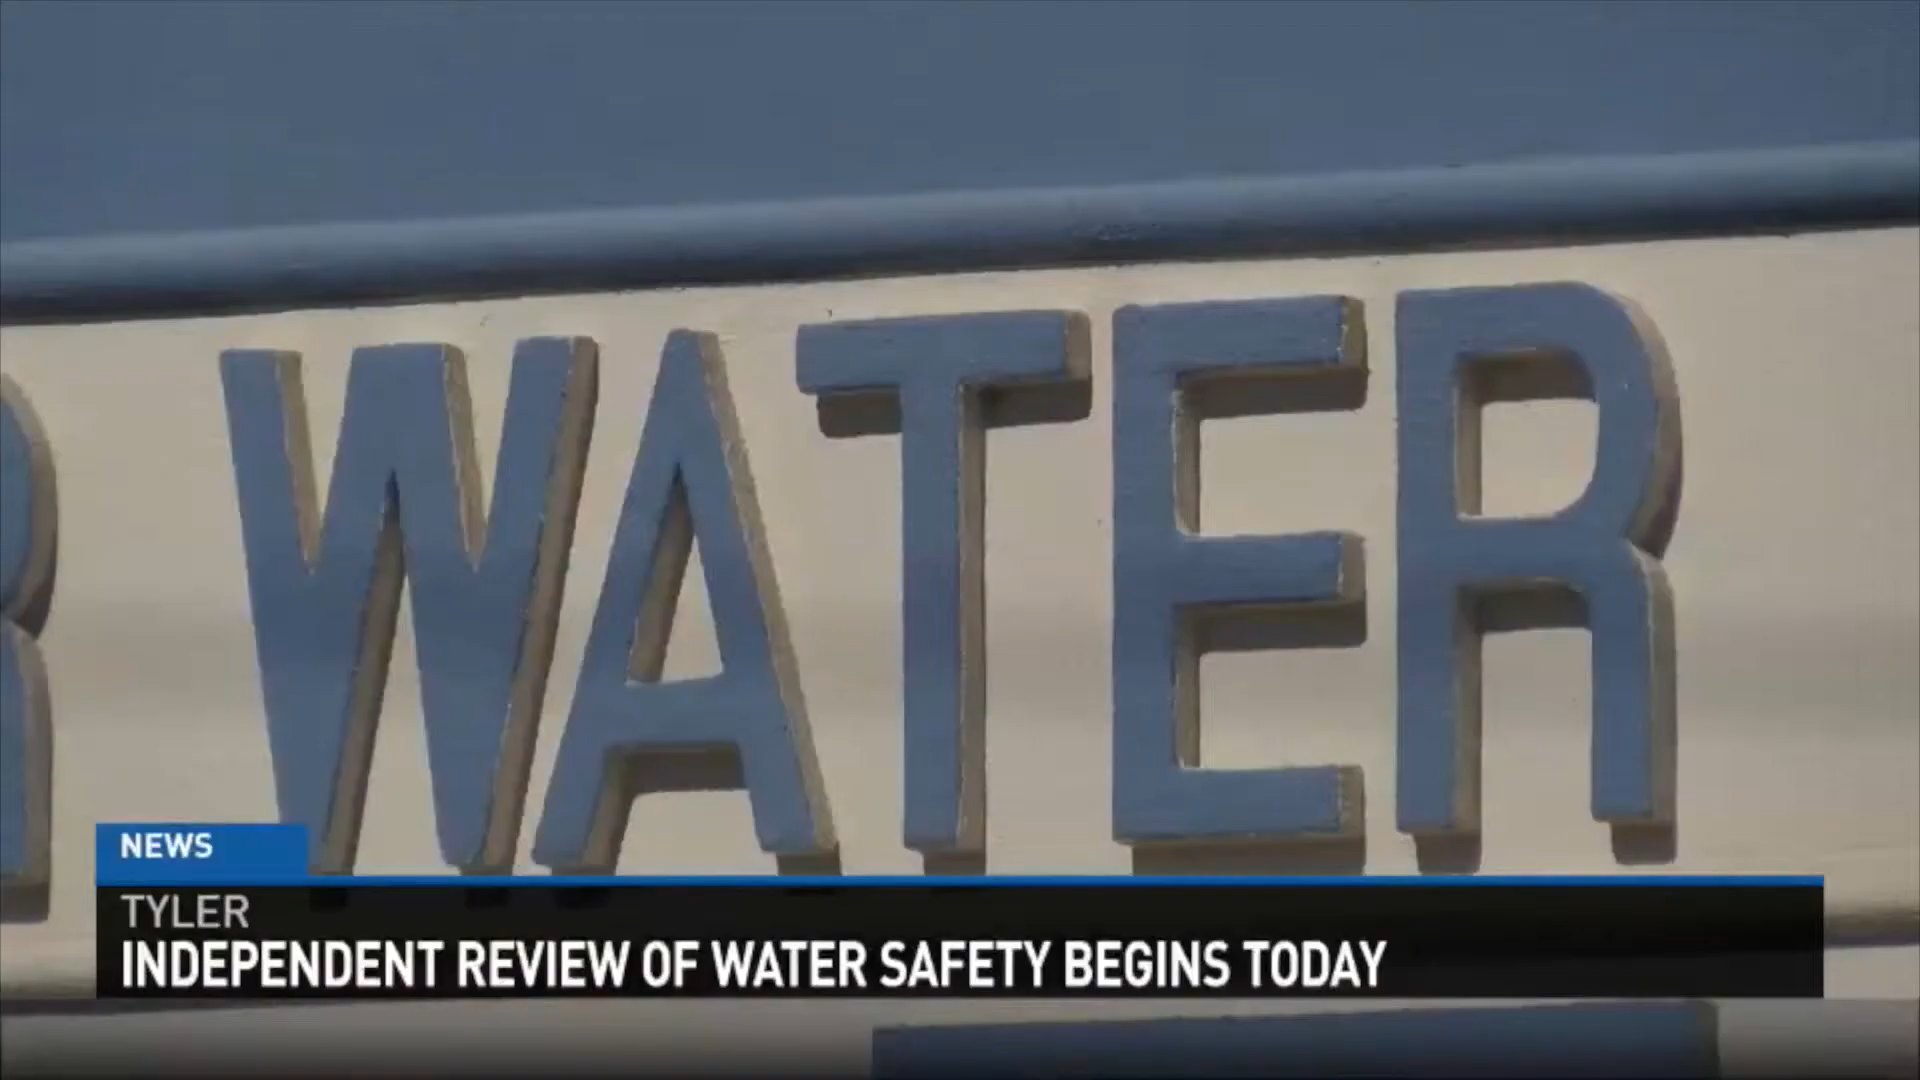 WATER
NEWS
TYLER
INDEPENDENT REVIEW OF WATER SAFETY BEGINS TODAY